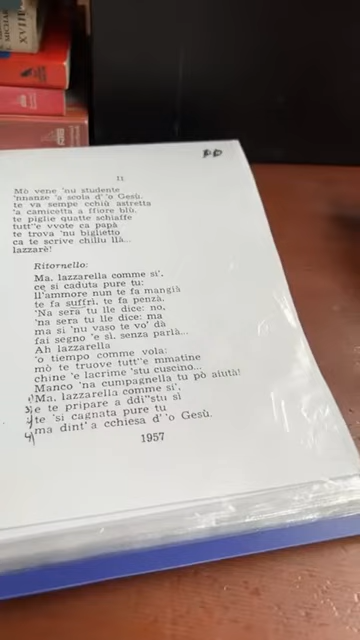 XVIII
II
Mò vene 'nu studente
'nnanze 'a scola d''o Gesù.
te va sempe cchiù astretta
'a camicetta a ffiore blù,
te piglie quatte schiaffe
tutt''e vvote ca papà
te trova 'nu biglietto
ca te scrive chillu llà...
lazzarè!
Ritornello:
Ma, lazzarella comme si',
ce si caduta pure tu:
ll'ammore nun te fa mangià
te fa suffrì, te fa penzà,
'Na sera tu lle dice: no,
'na sera tu lle dice: ma
ma si 'nu vaso te vo' dà
fai segno 'e sì, senza parlà...
Ah lazzarella
'o tiempo comme vola:
mò te truove tutt''e mmatine
chine 'e lacrime 'stu cuscino...
Manco 'na cumpagnella tu pò aiutà!
Ma, lazzarella comme si',
e te pripare a ddi''stu sì
te 'si cagnata pure tu
ma dint' a cchiesa d''o Gesù.
1957